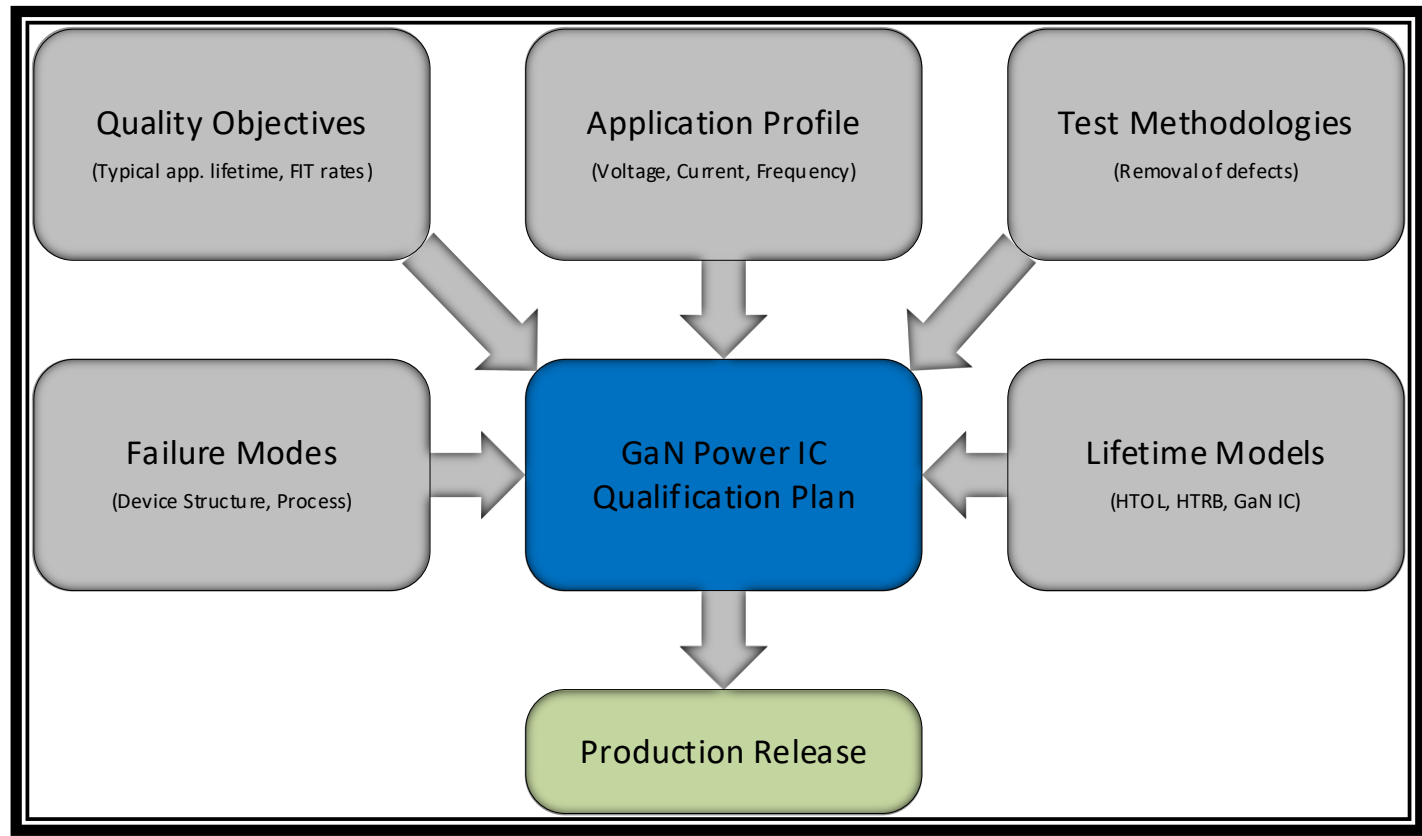 Quality Objectives
(Typical app. lifetime, FIT rates)
Application Profile
(Voltage, Current, Frequency)
Test Methodologies
(Removal of defects)
Failure Modes
(Device Structure, Process)
GaN Power IC
Qualification Plan
Lifetime Models
(HTOL, HTRB, GaN IC)
Production Release